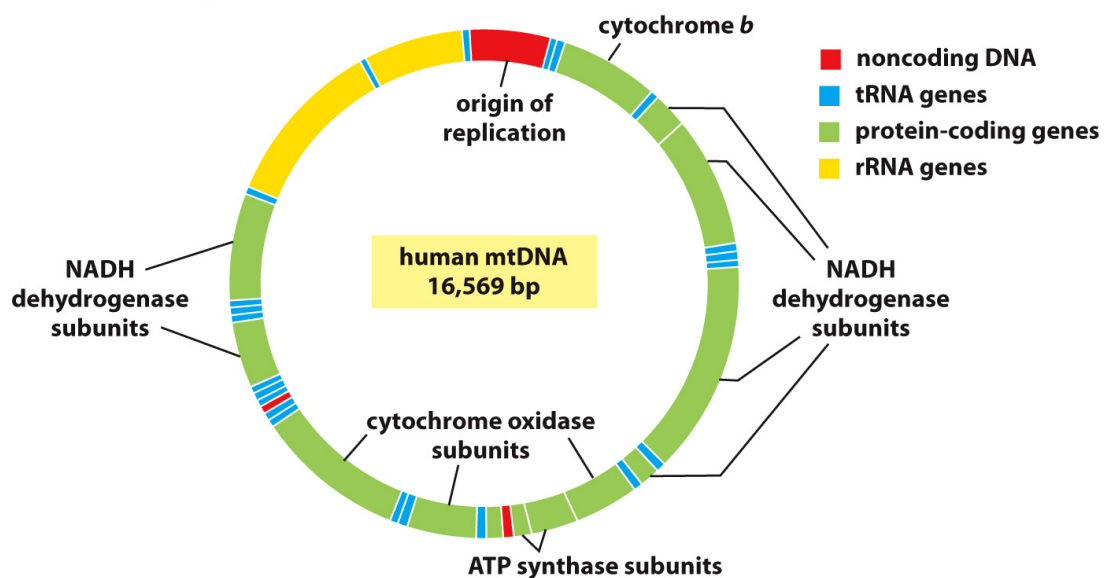 cytochrome b
noncoding DNA
tRNA genes
protein-coding genes
rRNA genes
origin of
replication
human mtDNA
16,569 bp
NADH
dehydrogenase
subunits
NADH
dehydrogenase
subunits
cytochrome oxidase
subunits
ATP synthase subunits